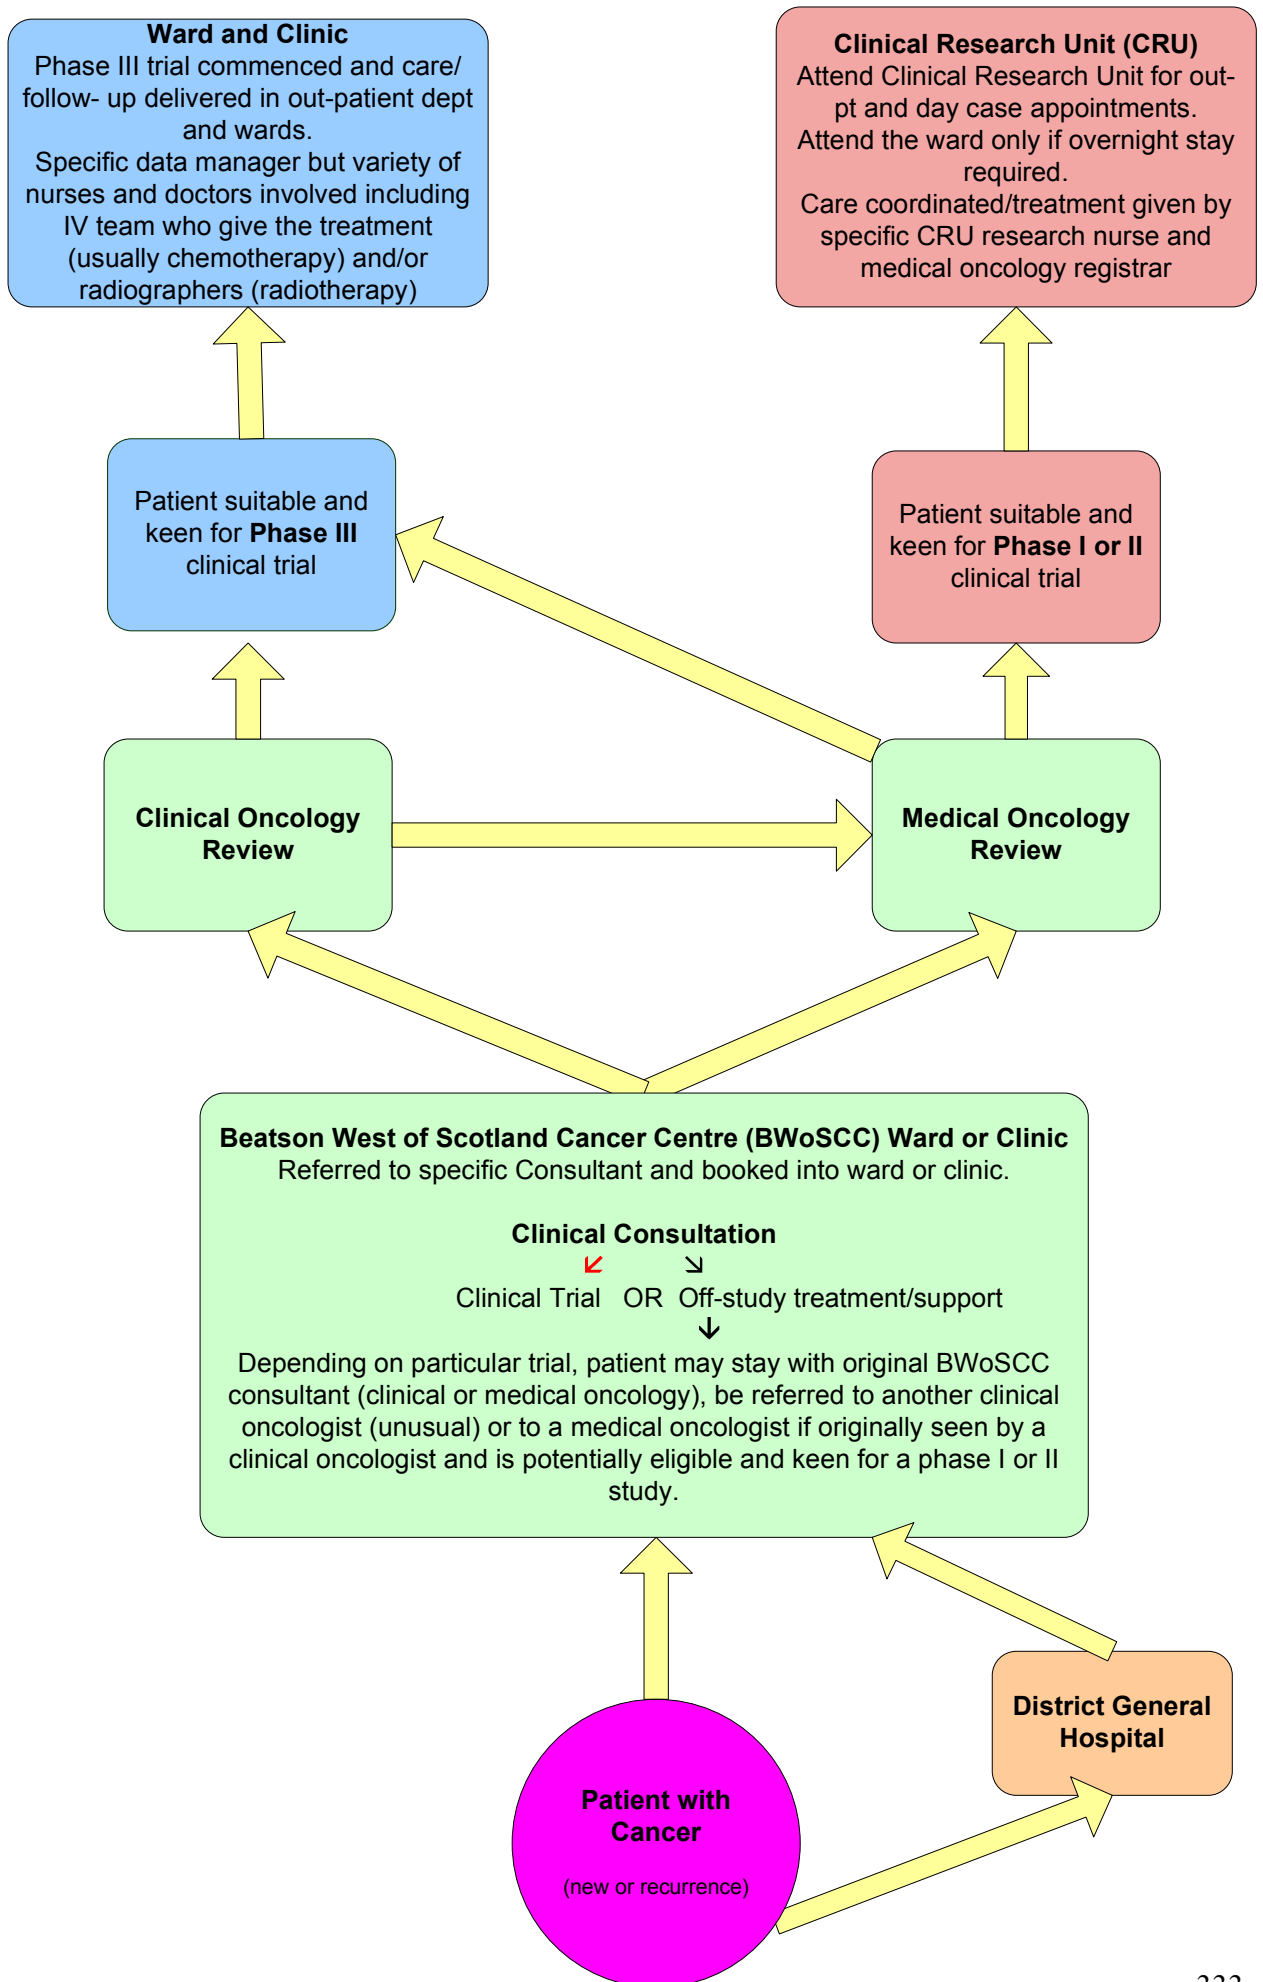 Ward and Clinic
Phase III trial commenced and care/
follow- up delivered in out-patient dept
and wards.
Specific data manager but variety of
nurses and doctors involved including
IV team who give the treatment
(usually chemotherapy) and/or
radiographers (radiotherapy)
Clinical Research Unit (CRU)
Attend Clinical Research Unit for out-
pt and day case appointments.
Attend the ward only if overnight stay
required.
Care coordinated/treatment given by
specific CRU research nurse and
medical oncology registrar
Patient suitable and
keen for Phase III
clinical trial
Patient suitable and
keen for Phase I or II
clinical trial
Clinical Oncology
Review
Medical Oncology
Review
Beatson West of Scotland Cancer Centre (BWoSCC) Ward or Clinic
Referred to specific Consultant and booked into ward or clinic.
Clinical Consultation
Clinical Trial OR Off-study treatment/support
Depending on particular trial, patient may stay with original BWoSCC
consultant (clinical or medical oncology), be referred to another clinical
oncologist (unusual) or to a medical oncologist if originally seen by a
clinical oncologist and is potentially eligible and keen for a phase I or II
study.
District General
Hospital
Patient with
Cancer
(new or recurrence)